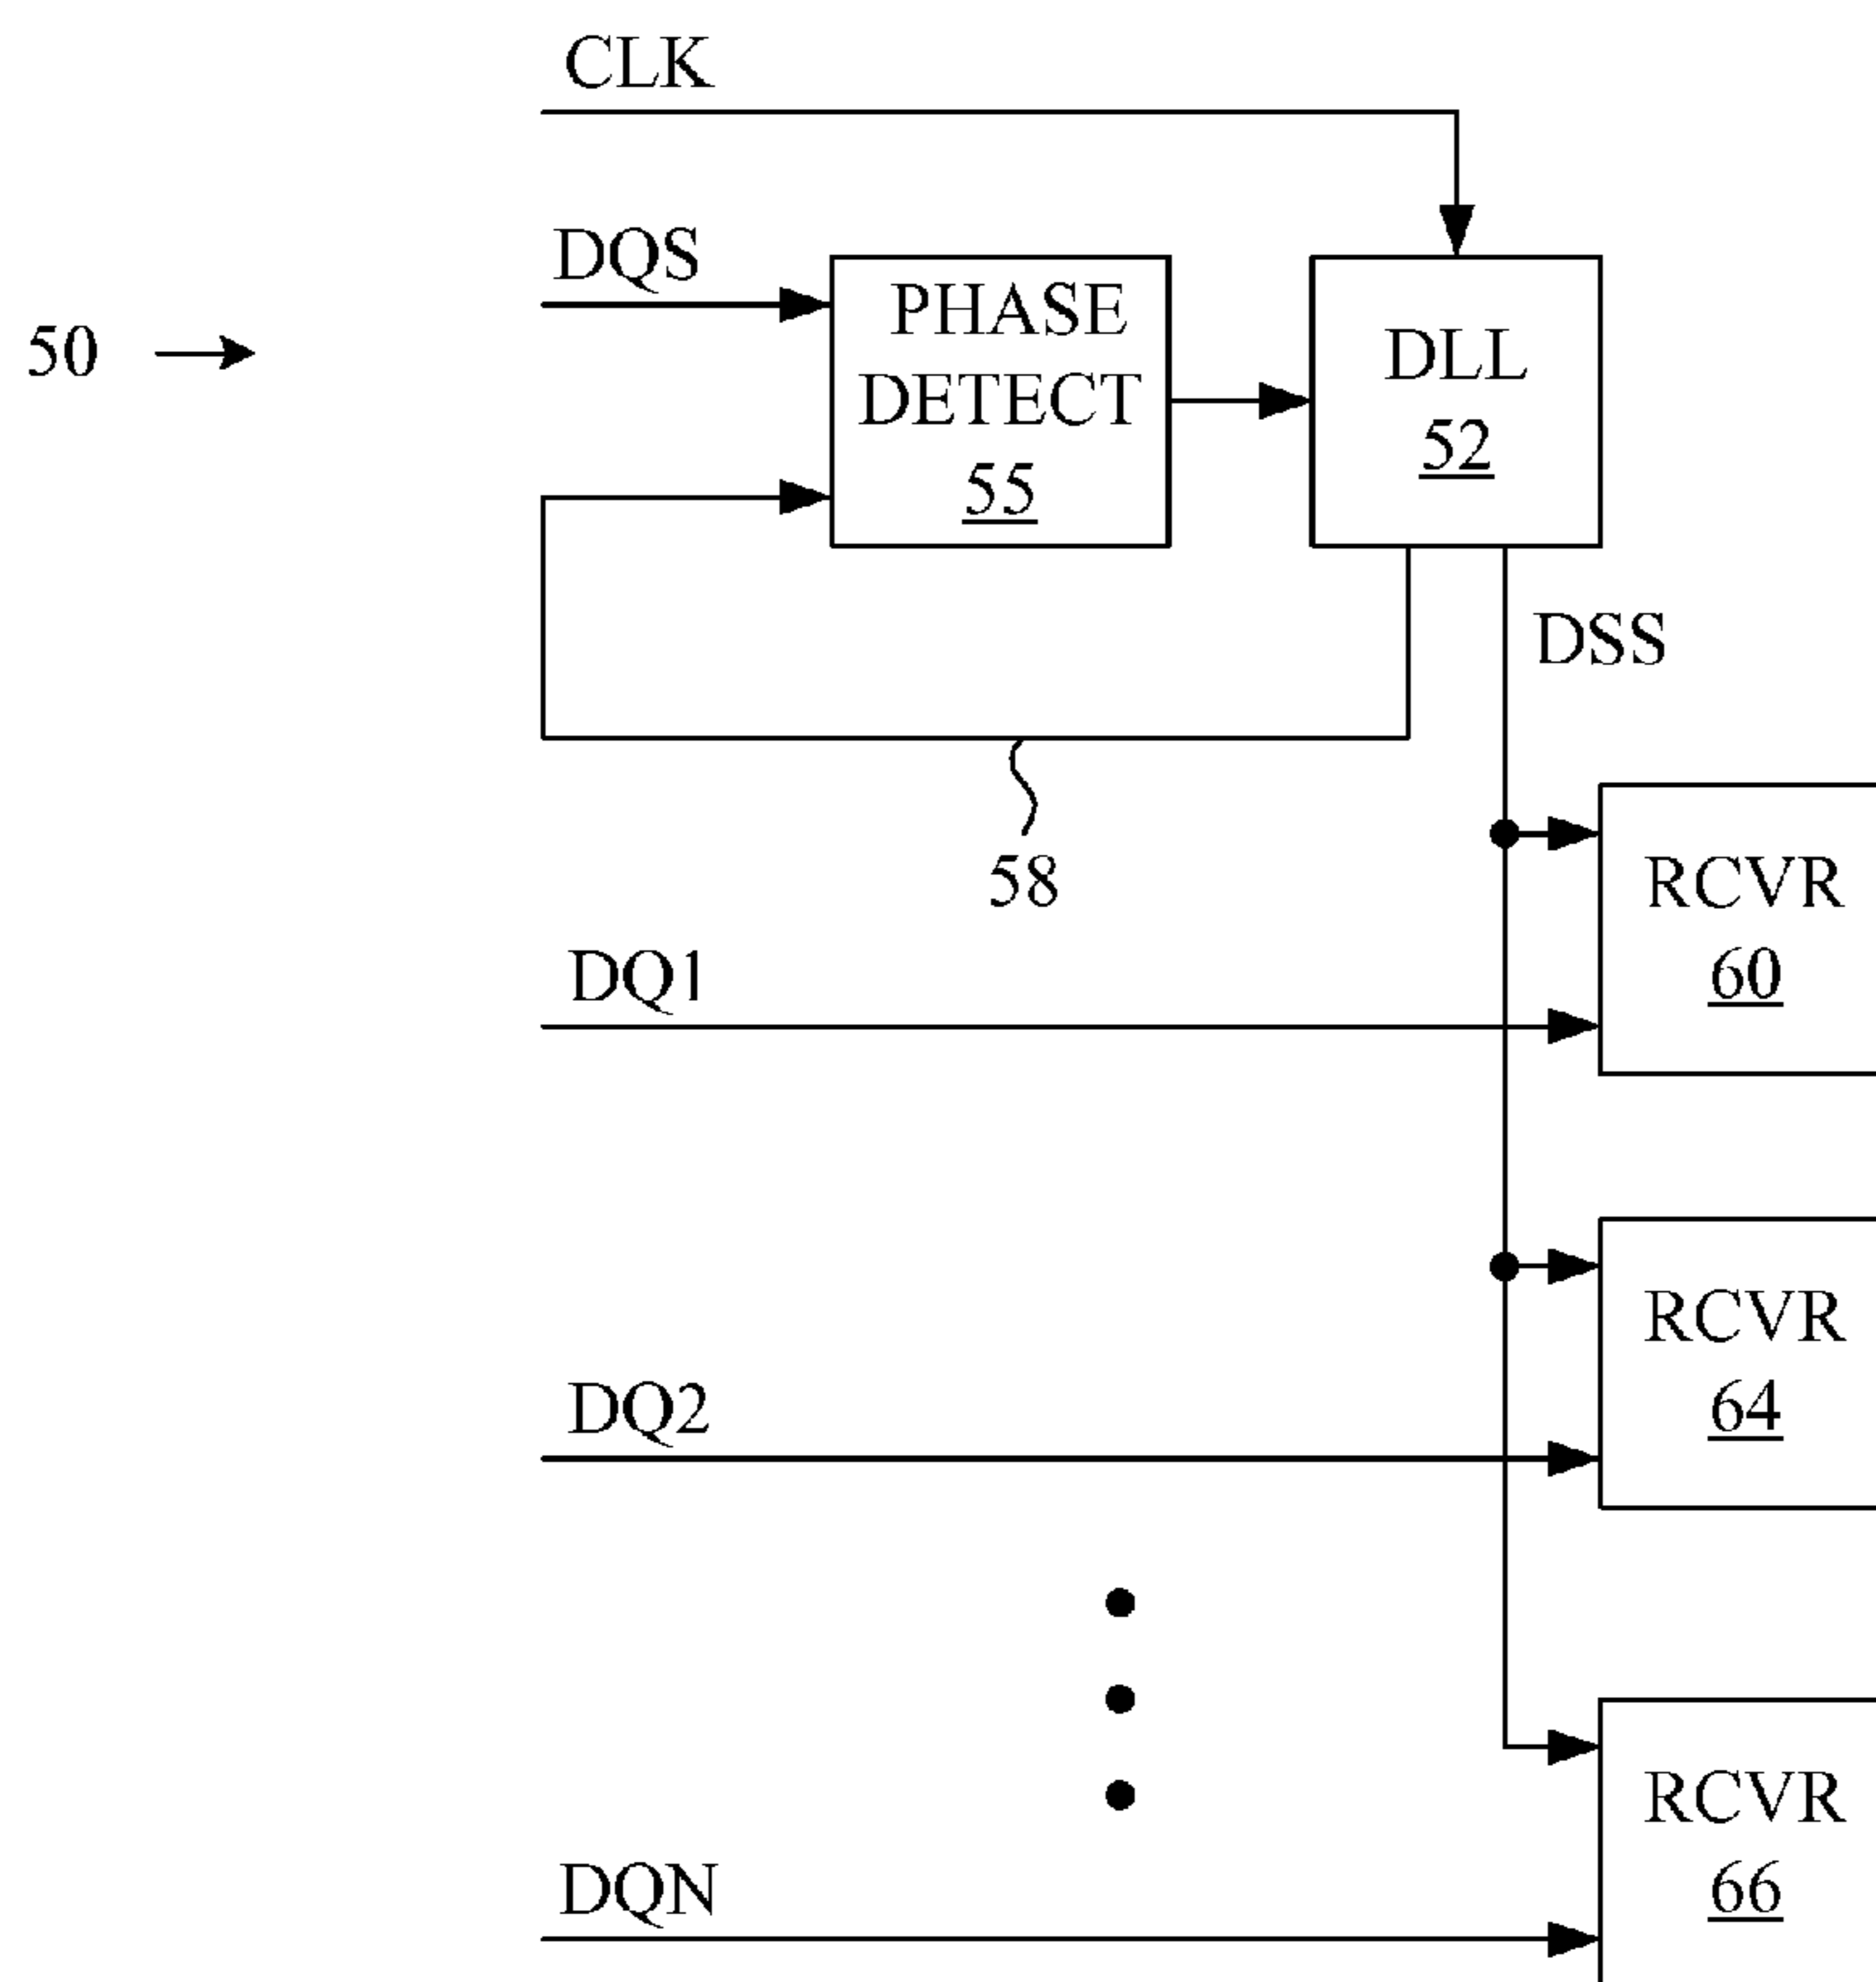 CLK
DQS
50
PHASE
DETECT
55
DLL
52
DSS
58
RCVR
60
DQ1
RCVR
64
DQ2
RCVR
66
DQN